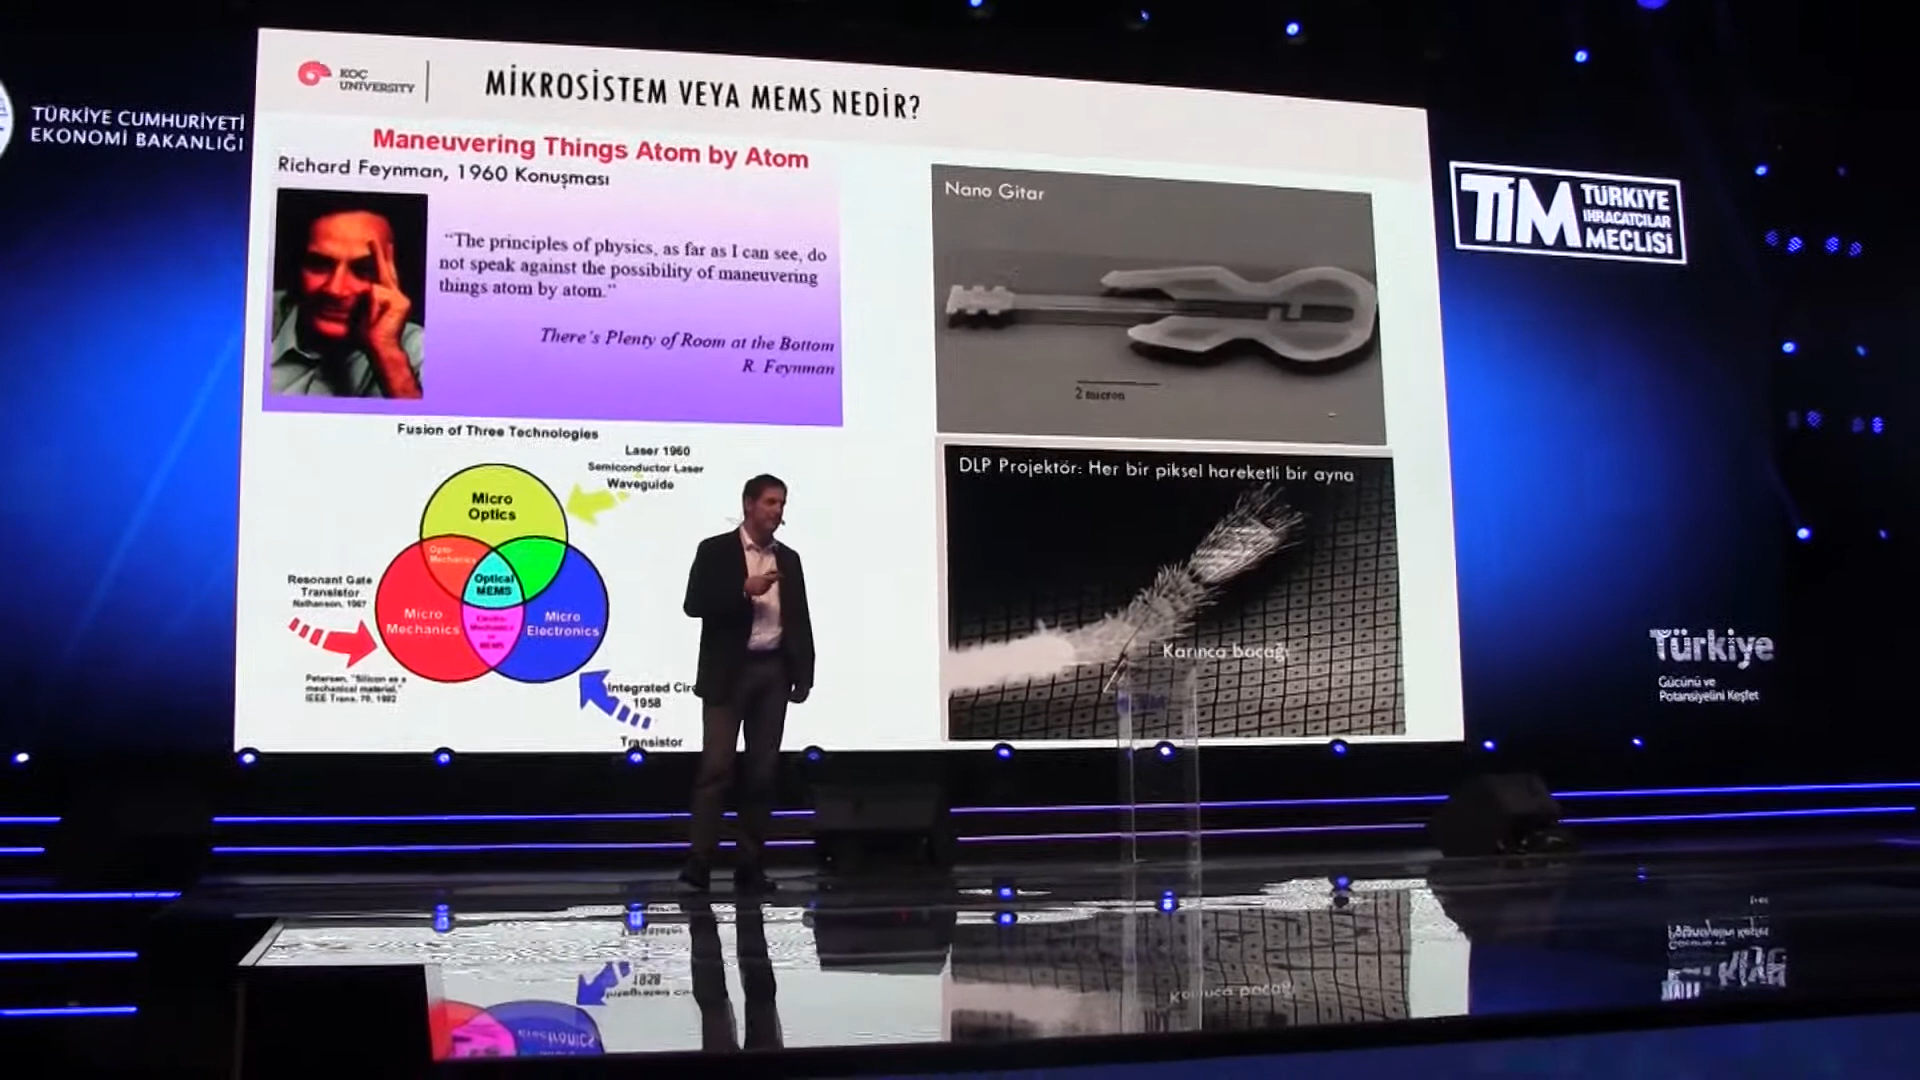 TÜRKİYE CUMHURİYETİ
EKONOMİ BAKANLIĞI
KOÇ
UNIVERSITY
MİKROSİSTEM VEYA MEMS NEDİR?
Maneuvering Things Atom by Atom
Richard Feynman, 1960 Konuşması
“The principles of physics, as far as I can see, do
not speak against the possibility of maneuvering
things atom by atom.”
There's Plenty of Room at the Bottom
R. Feynman
Nano Gitar
2 micron
Fusion of Three Technologies
Laser 1960
Semiconductor Laser
Waveguide
Micro
Optics
Opto-
Mechanics
Optical
MEMS
Resonant Gate
Transistor
Nathanson, 1967
Micro
Mechanics
Micro
Electronics
Electro-
Mechanics
MEMS
Petersen, "Silicon as a
mechanical material,"
IEEE Trans. 70, 1982
Integrated Cir
1958
Transistor
DLP Projektör: Her bir piksel hareketli bir ayna
Karınca bacağı
TİM TÜRKİYE
İHRACATÇILAR
MECLİSİ
Türkiye
Gücünü ve
Potansiyelini Keşfet